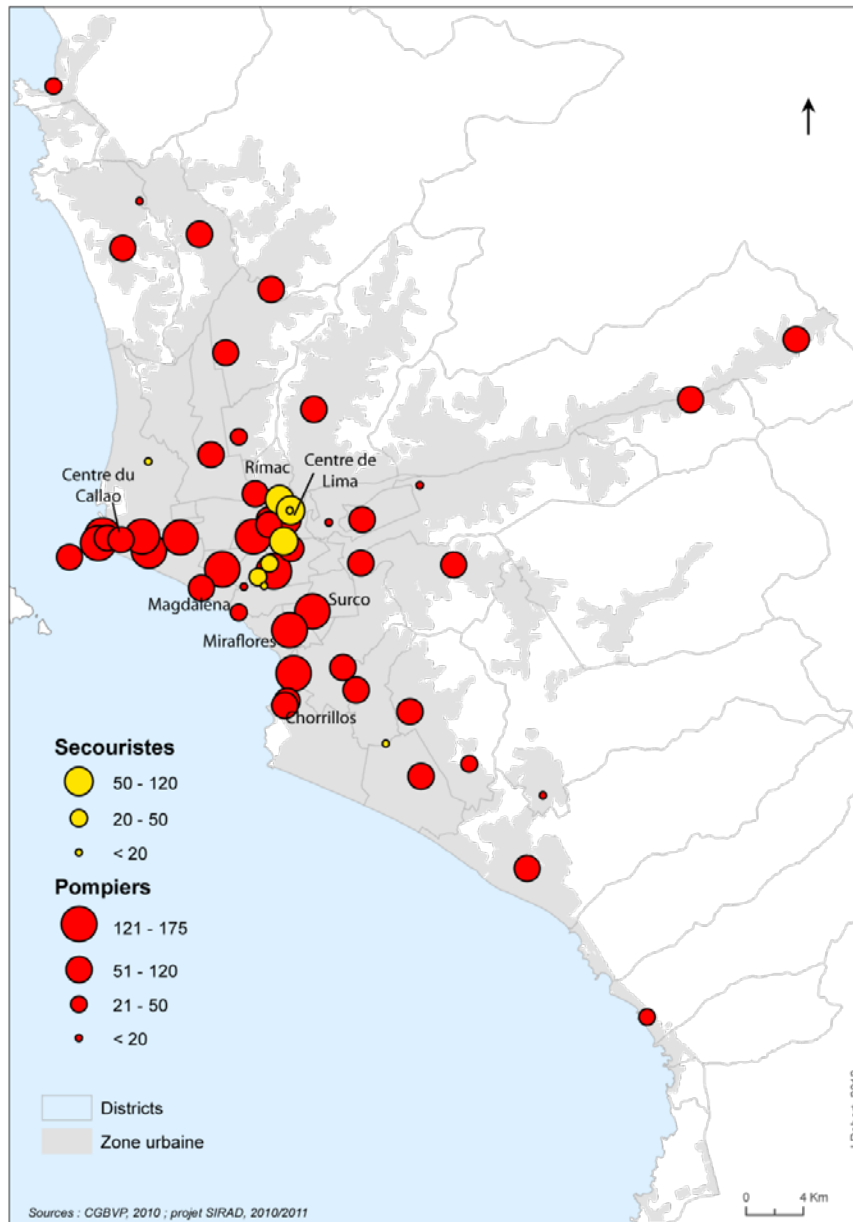 Rimac
Centre de
Lima
Centre du
Callao
Magdalena
Surco
Miraflores
Chorrillos
Secouristes
50 - 120
20 - 50
< 20
Pompiers
121 - 175
51 - 120
21 - 50
< 20
Districts
Zone urbaine
0 4 Km
Sources : CGBVP, 2010 ; projet SIRAD, 2010/2011